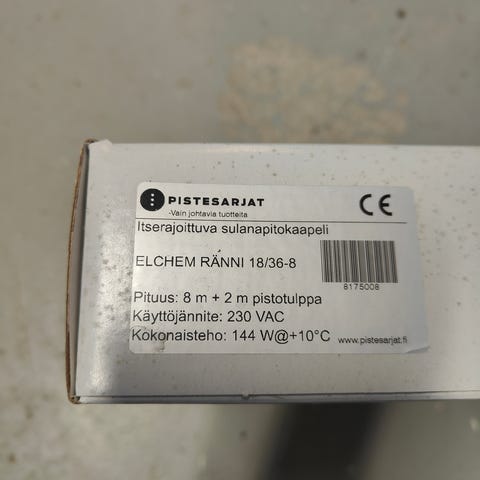 PISTESARJAT
-Vain johtavia tuotteita
CE
Itserajoittuva sulanapitokaapeli
ELCHEM RÄNNI 18/36-8
8175008
Pituus: 8 m + 2 m pistotulppa
Käyttöjännite: 230 VAC
Kokonaisteho: 144 W@+10°C
www.pistesarjat.fi